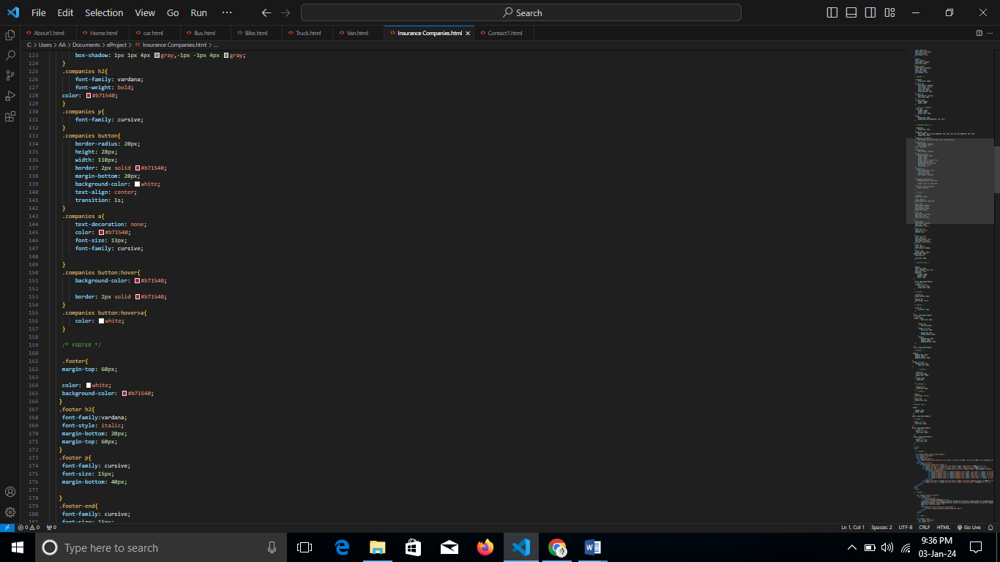 File Edit Selection View Go Run ··· Search
About1.html Home.html car.html Bus.html Bike.html Truck.html Van.html Insurance Companies.html Contact1.html
C: > Users > AA > Documents > eProject > Insurance Companies.html > ...
123 box-shadow: 1px 1px 4px gray,-1px -1px 4px gray;
124 }
125 .companies h2{
126 font-family: vardana;
127 font-weight: bold;
128 color: #b71540;
129 }
130 .companies p{
131 font-family: cursive;
132 }
133 .companies button{
134 border-radius: 20px;
135 height: 28px;
136 width: 110px;
137 border: 2px solid #b71540;
138 margin-bottom: 20px;
139 background-color: white;
140 text-align: center;
141 transition: 1s;
142 }
143 .companies a{
144 text-decoration: none;
145 color: #b71540;
146 font-size: 13px;
147 font-family: cursive;
148
149 }
150 .companies button:hover{
151 background-color: #b71540;
152
153 border: 2px solid #b71540;
154 }
155 .companies button:hover>a{
156 color: white;
157 }
158
159 /* FOOTER */
160
161 .footer{
162 margin-top: 60px;
163
164 color: white;
165 background-color: #b71540;
166 }
167 .footer h2{
168 font-family:vardana;
169 font-style: italic;
170 margin-bottom: 20px;
171 margin-top: 60px;
172 }
173 .footer p{
174 font-family: cursive;
175 font-size: 15px;
176 margin-bottom: 40px;
177
178 }
179 .footer-end{
180 font-family: cursive;
181 font-size: 15px;
0 0 0 Ln 1, Col 1 Spaces: 2 UTF-8 CRLF HTML Go Live
Type here to search
9:36 PM
03-Jan-24